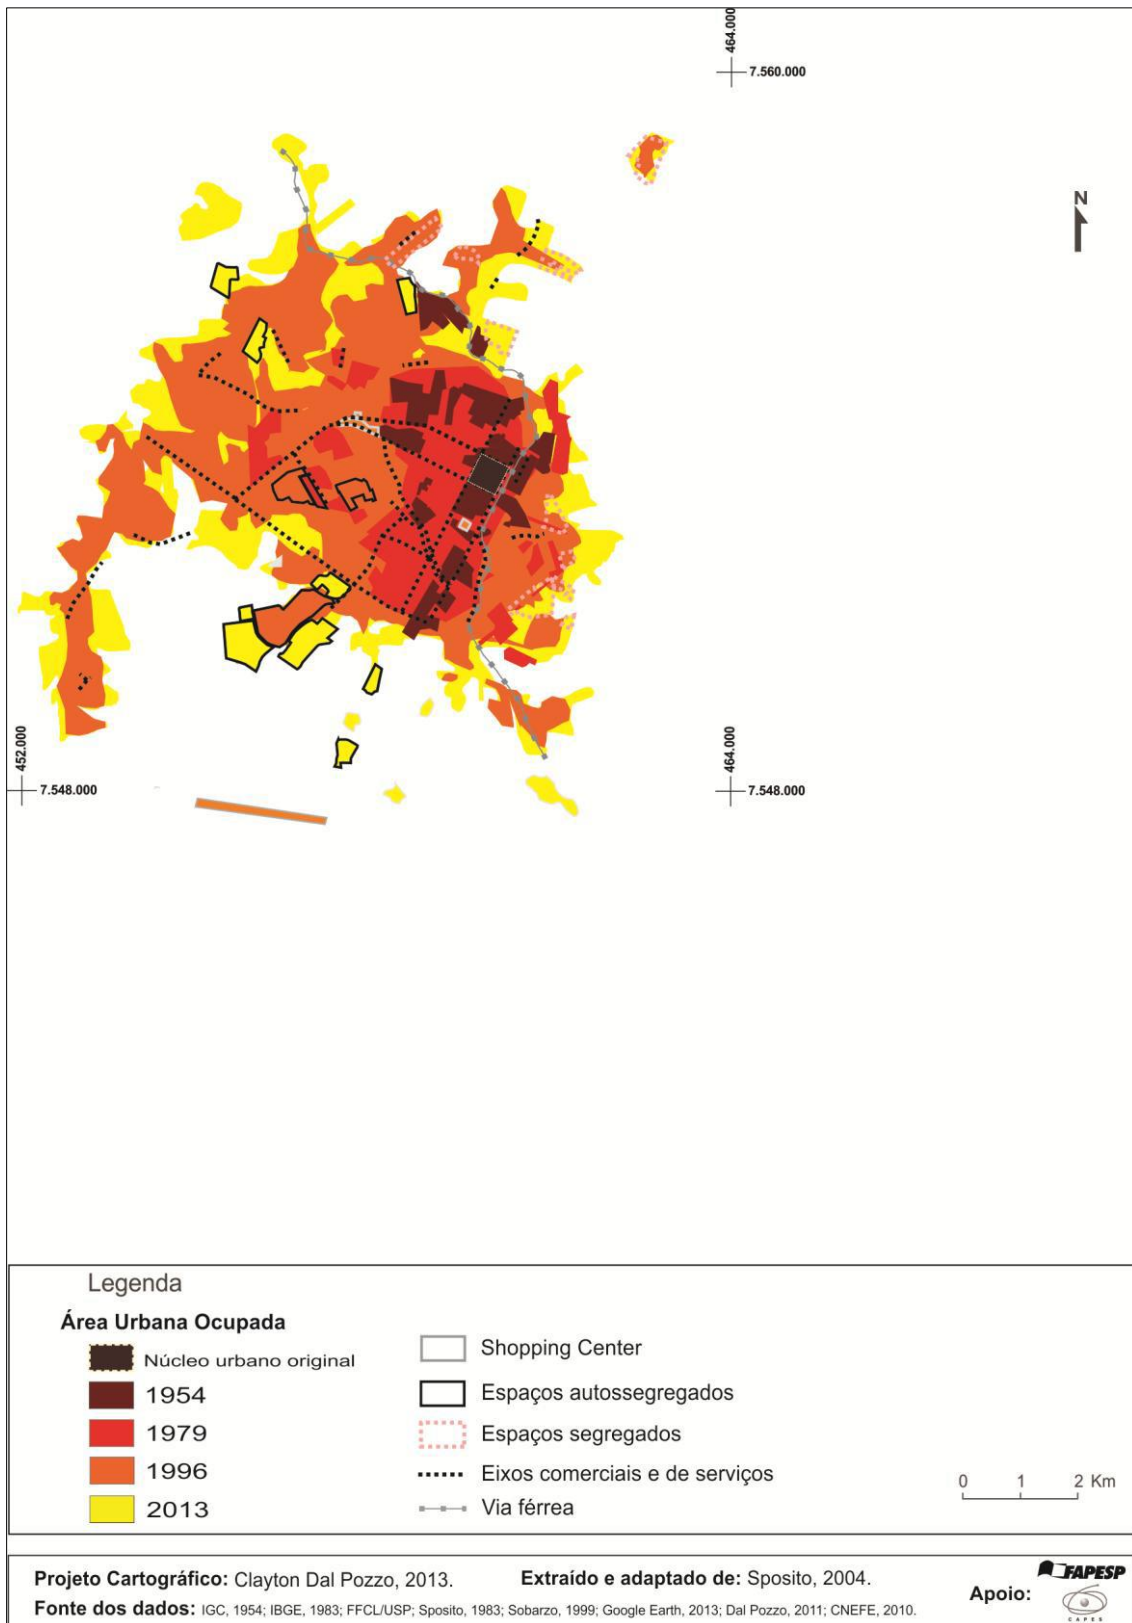 464.000
7.560.000
N
452.000
7.548.000
464.000
7.548.000
Legenda
Área Urbana Ocupada
Núcleo urbano original
1954
1979
1996
2013
Shopping Center
Espaços autossegregados
Espaços segregados
Eixos comerciais e de serviços
Via férrea
0 1 2 Km
Projeto Cartográfico: Clayton Dal Pozzo, 2013. Extraído e adaptado de: Sposito, 2004.
Fonte dos dados: IGC, 1954; IBGE, 1983; FFCL/USP; Sposito, 1983; Sobarzo, 1999; Google Earth, 2013; Dal Pozzo, 2011; CNEFE, 2010.
Apoio:
FAPESP
CAPES